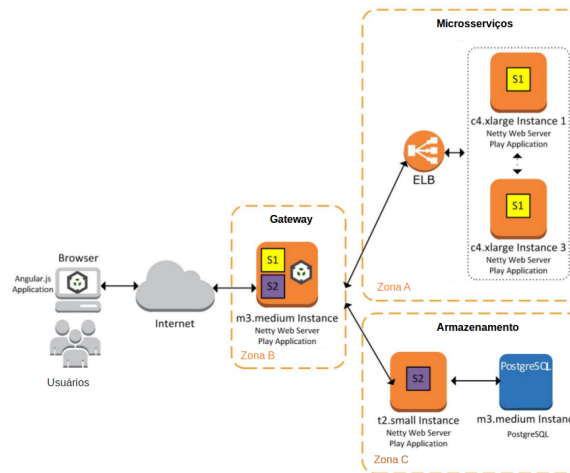 Microsserviços
S1
c4.xlarge Instance 1
Netty Web Server
Play Application
ELB
S1
c4.xlarge Instance 3
Netty Web Server
Play Application
Zona A
Gateway
S1
S2
m3.medium Instance
Netty Web Server
Play Application
Zona B
Browser
Angular.js
Application
Internet
Usuários
Armazenamento
S2
t2.small Instance
Netty Web Server
Play Application
PostgreSQL
m3.medium Instanc
PostgreSQL
Zona C